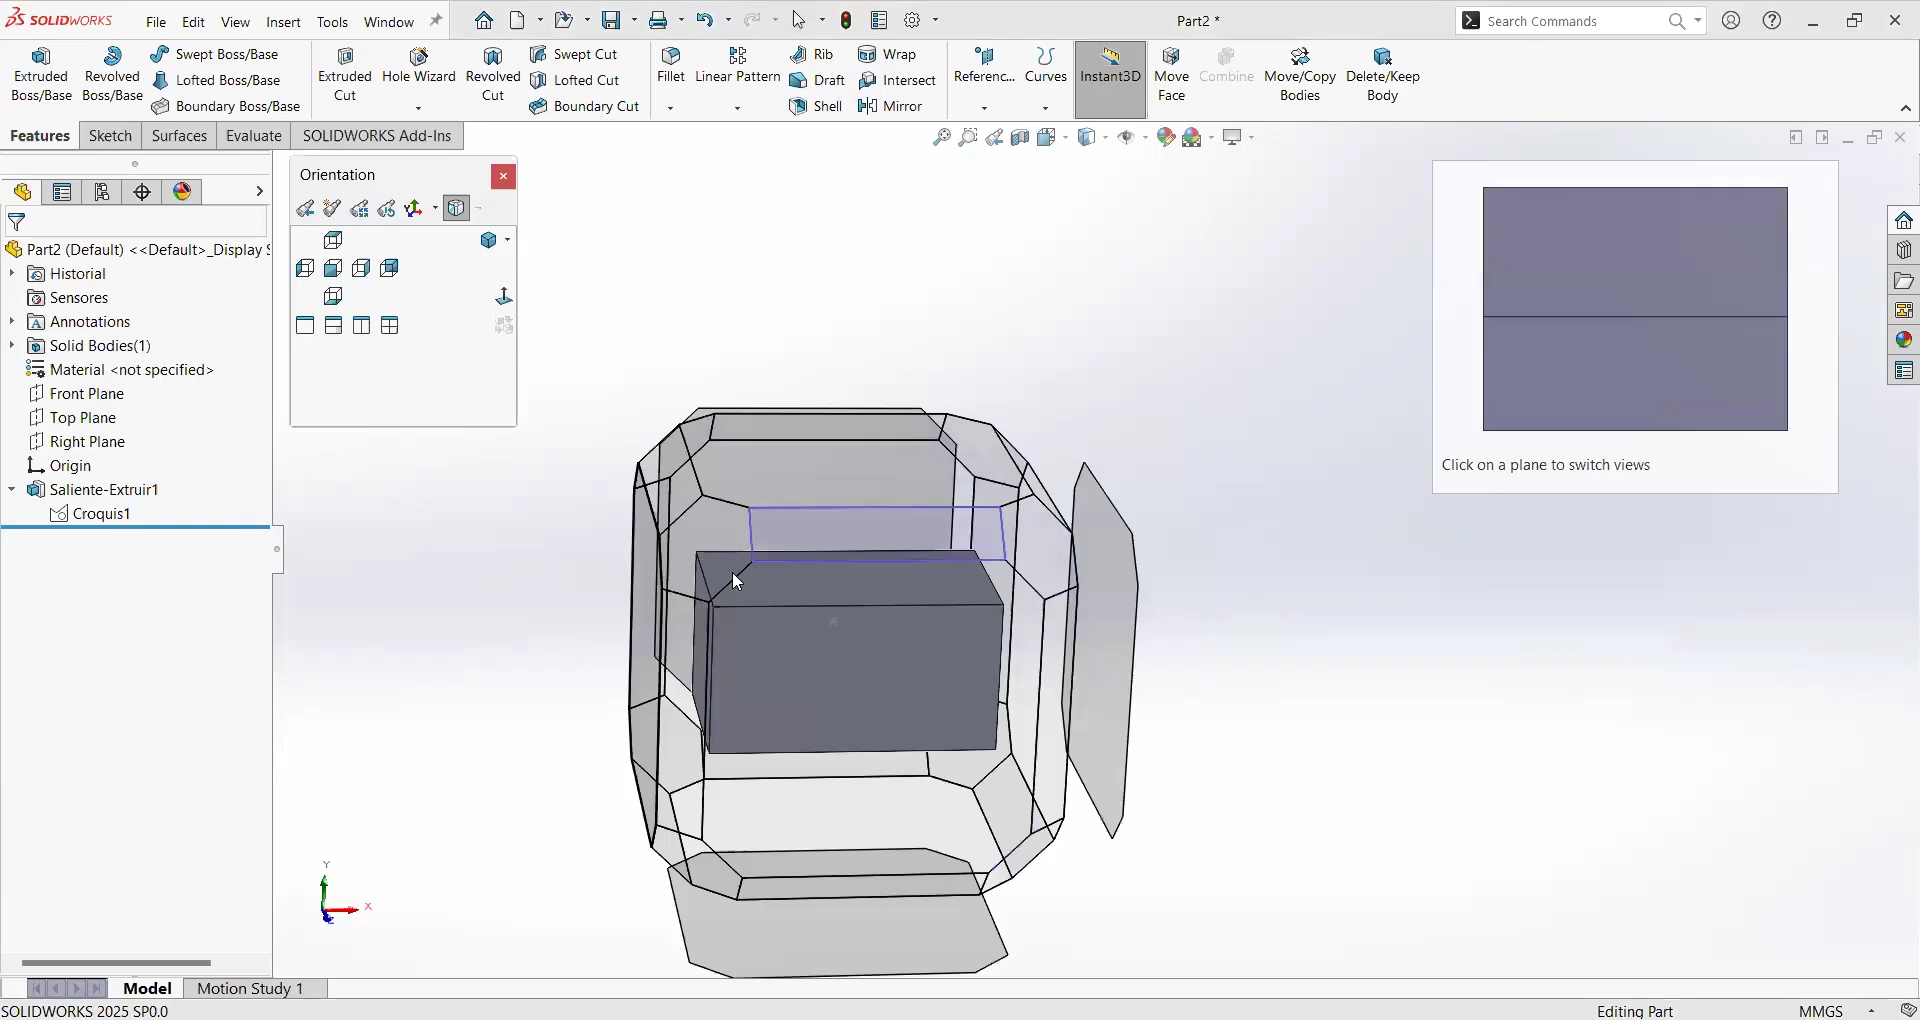 SOLIDWORKS File Edit View Insert Tools Window Part2 * Search Commands
Extruded Boss/Base
Revolved Boss/Base
Swept Boss/Base
Lofted Boss/Base
Boundary Boss/Base
Extruded Cut
Hole Wizard
Revolved Cut
Swept Cut
Lofted Cut
Boundary Cut
Fillet
Linear Pattern
Rib
Draft
Shell
Wrap
Intersect
Mirror
Referenc...
Curves
Instant3D
Move Face
Combine
Move/Copy Bodies
Delete/Keep Body
Features Sketch Surfaces Evaluate SOLIDWORKS Add-Ins
Orientation
Part2 (Default) <<Default>_Display S
Historial
Sensores
Annotations
Solid Bodies(1)
Material <not specified>
Front Plane
Top Plane
Right Plane
Origin
Saliente-Extruir1
Croquis1
Click on a plane to switch views
Y
X
Model Motion Study 1
SOLIDWORKS 2025 SP0.0 Editing Part MMGS